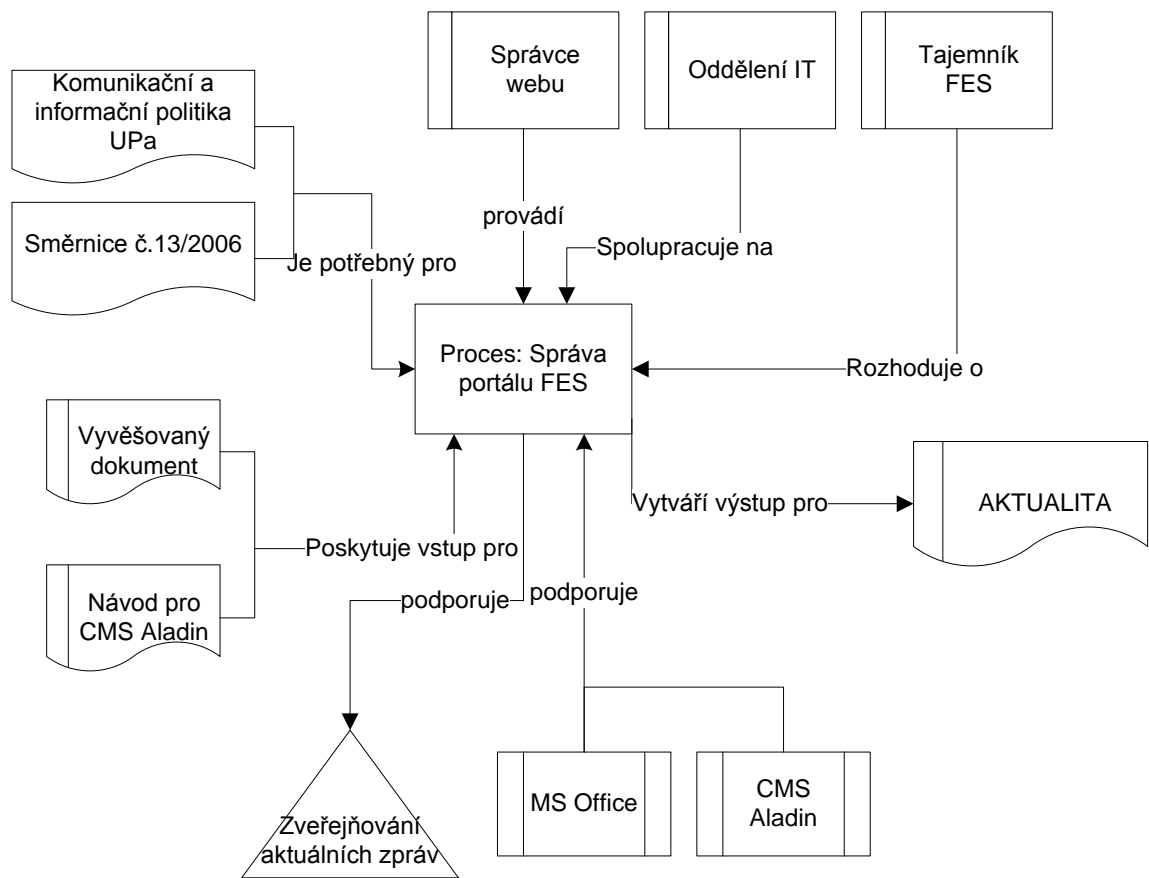 Správce
webu
Oddělení IT
Tajemník
FES
Komunikační a
informační politika
UPa
Směrnice č.13/2006
provádí
Spolupracuje na
Je potřebný pro
Proces: Správa
portálu FES
Rozhoduje o
Vyvěšovaný
dokument
Vytváří výstup pro
AKTUALITA
Poskytuje vstup pro
Návod pro
CMS Aladin
podporuje
podporuje
MS Office
CMS
Aladin
Zveřejňování
aktuálních zpráv